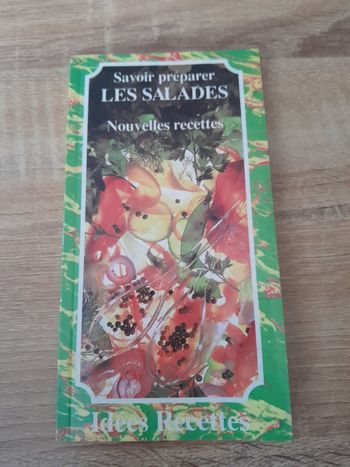 Savoir préparer
LES SALADES
Nouvelles recettes
Idées Recettes